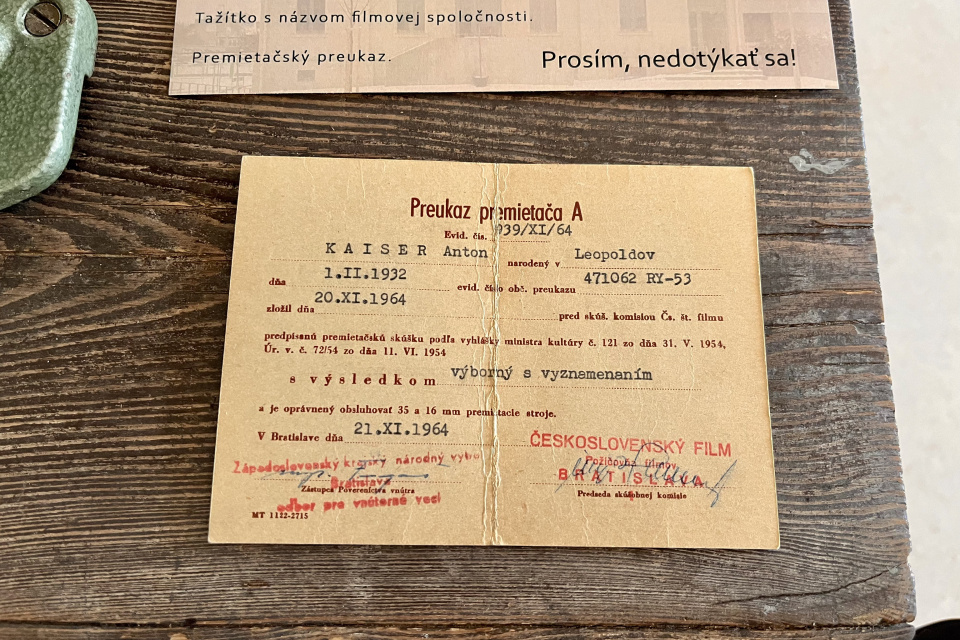 Tažítko s názvom filmovej spoločnosti.
Premietačský preukaz.
Prosím, nedotýkať sa!
Preukaz premietača A
Evid. čís. 939/XI/64
KAISER Anton narodený v Leopoldov
dňa 1.II.1932 evid. číslo obč. preukazu 471062 RY-53
zložil dňa 20.XI.1964 pred skúš. komisiou Čs. št. filmu
predpísanú premietačskú skúšku podľa vyhlášky ministra kultúry č. 121 zo dňa 31. V. 1954,
Úr. v. č. 72/54 zo dňa 11. VI. 1954
s výsledkom výborný s vyznamenaním
a je oprávnený obsluhovať 35 a 16 mm premietacie stroje.
V Bratislave dňa 21.XI.1964
ČESKOSLOVENSKÝ FILM
Požičovňa filmov
BRATISLAVA
Predseda skúšobnej komisie
Západoslovenský krajský národný výbo
Bratislava
Zástupca Povereníctva vnútra
odbor pre vnútorné veci
MT 1122-2715